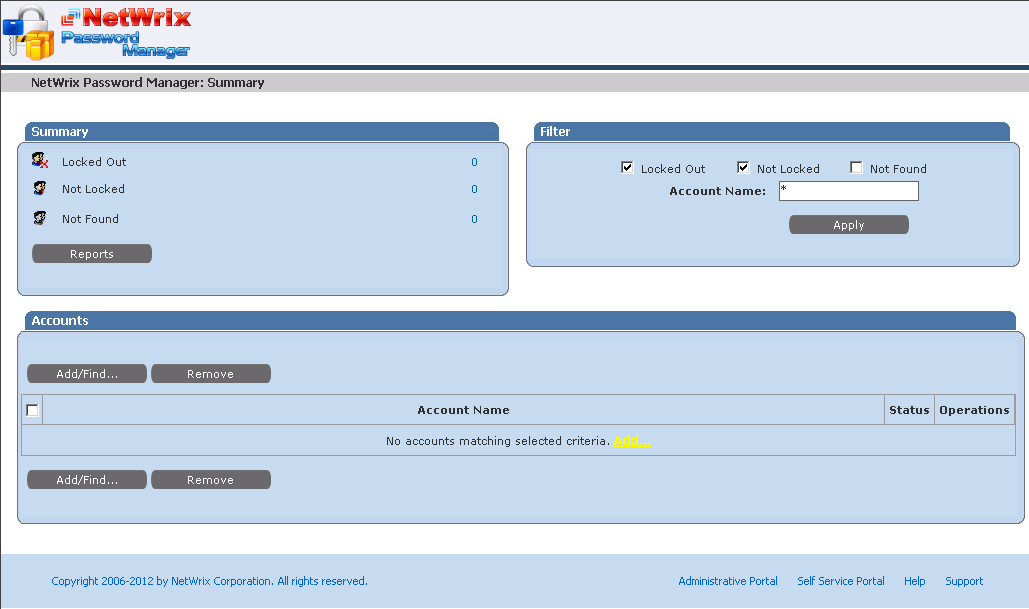 NetWrix
Password
Manager
NetWrix Password Manager: Summary
Summary
Locked Out 0
Not Locked 0
Not Found 0
Reports
Filter
Locked Out Not Locked Not Found
Account Name: *
Apply
Accounts
Add/Find... Remove
Account Name Status Operations
No accounts matching selected criteria. Add...
Add/Find... Remove
Copyright 2006-2012 by NetWrix Corporation. All rights reserved. Administrative Portal Self Service Portal Help Support